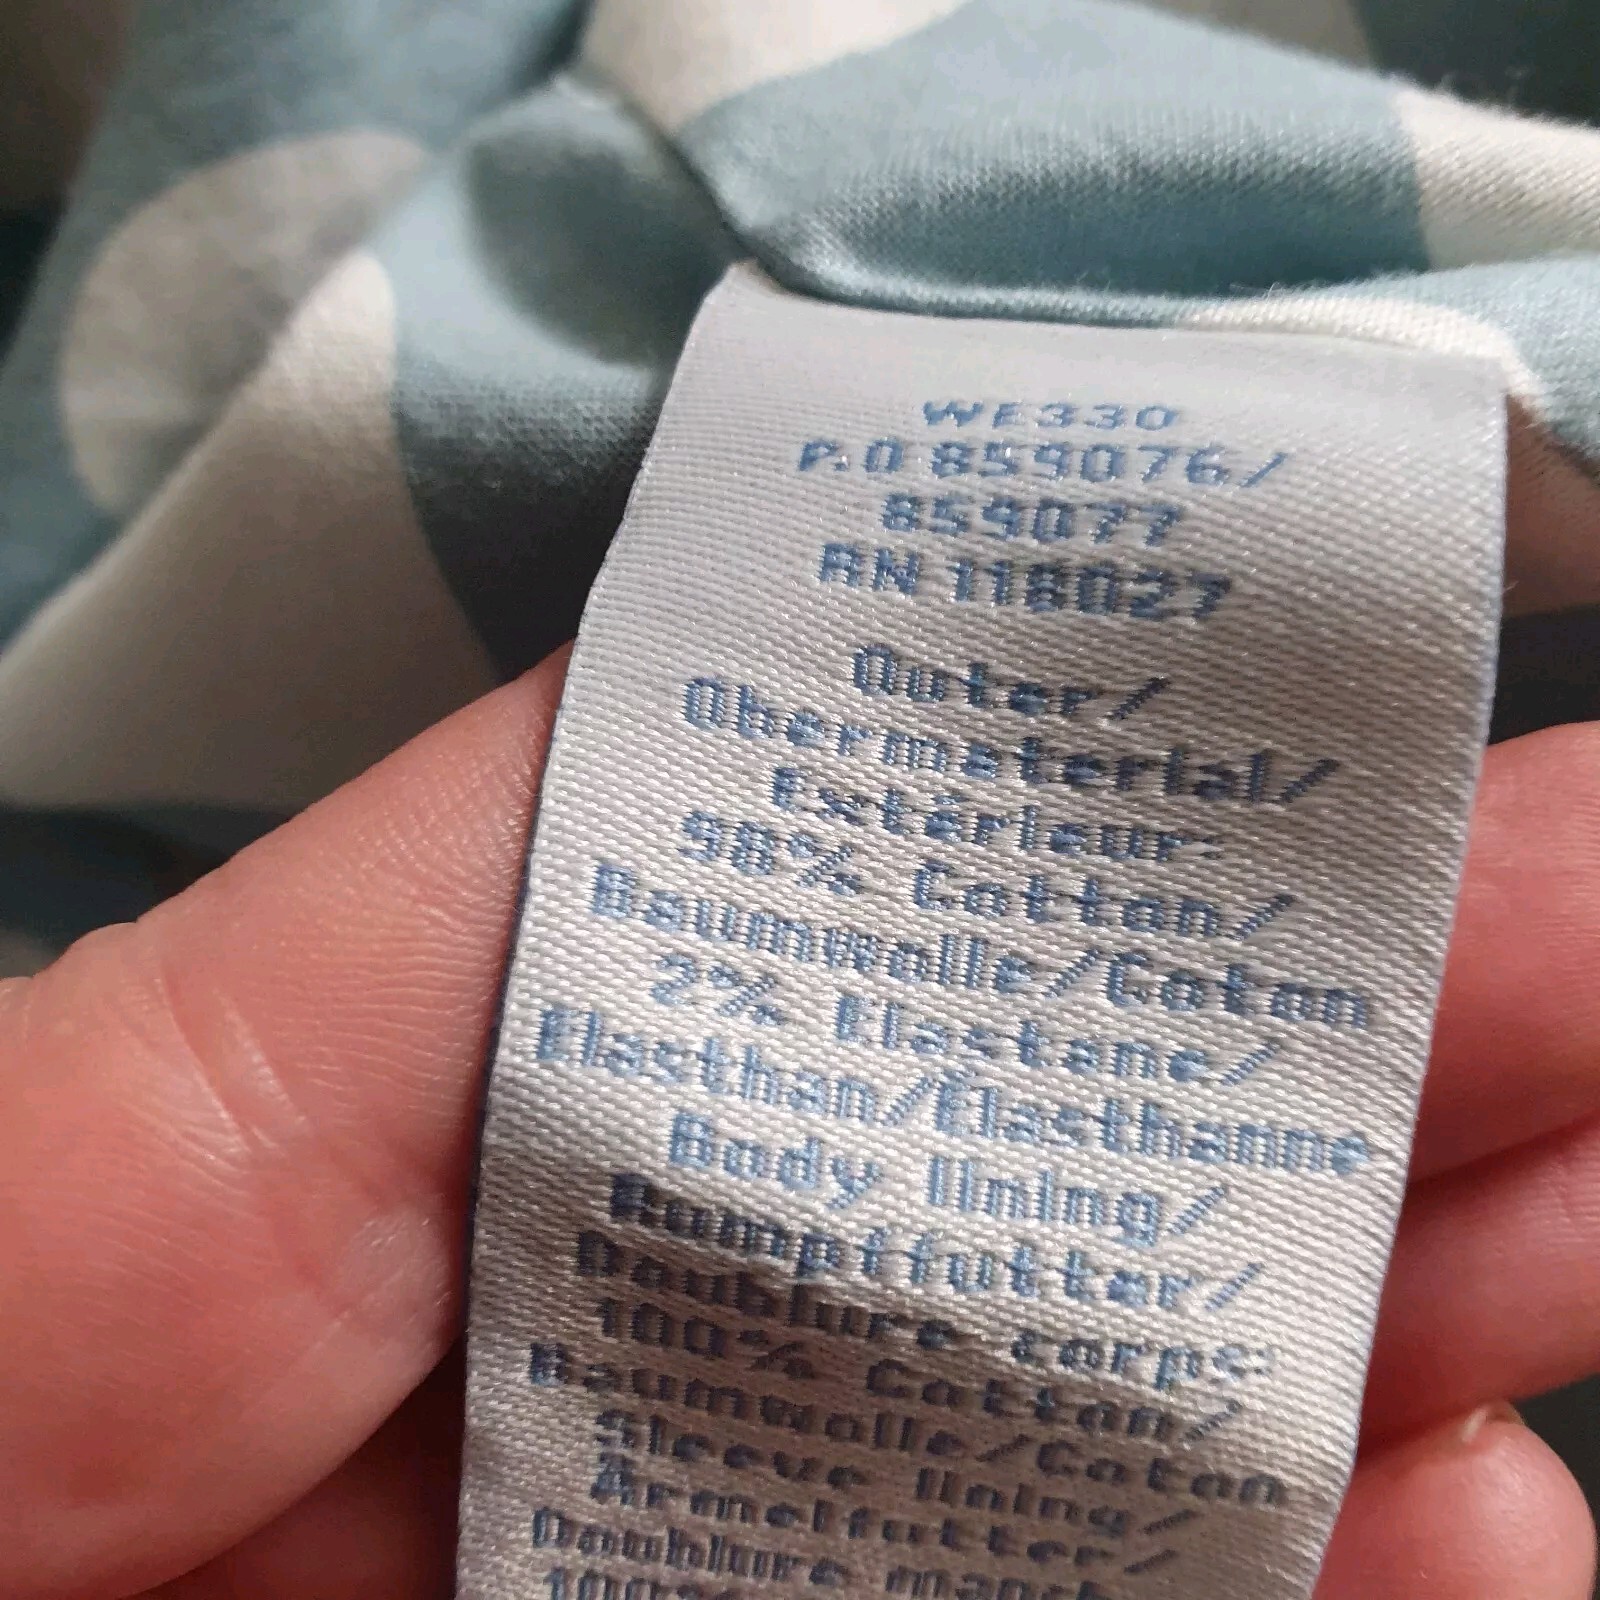 WE330
P.O 859076/
859077
RN 118027
Outer/
Obermaterial/
Extérieur:
98% Cotton/
Baumwolle/Coton
2% Elastane/
Elasthan/Élasthanne
Body lining/
Rumpffutter/
Doublure corps:
100% Cotton/
Baumwolle/Coton
Sleeve lining/
Ärmelfutter/
Doublure